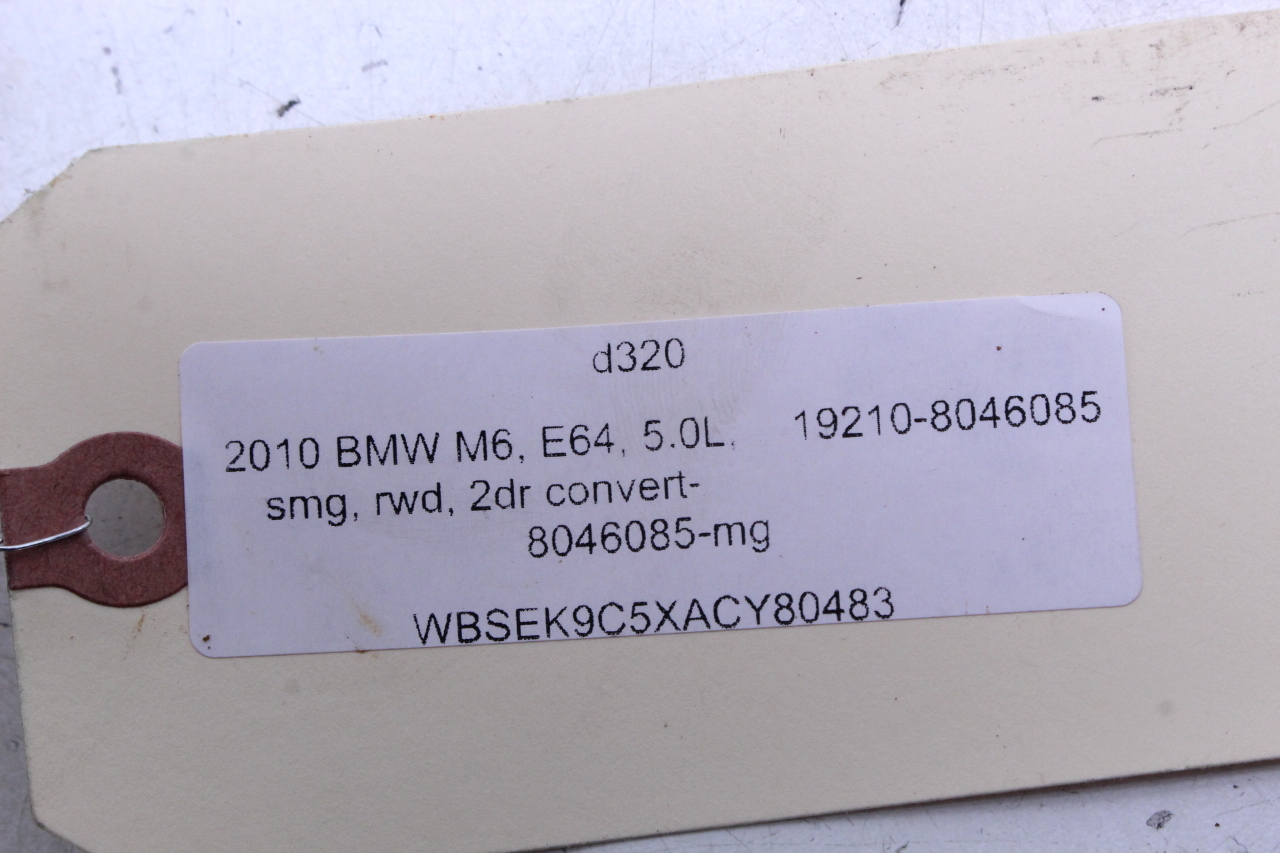 d320
2010 BMW M6, E64, 5.0L, 19210-8046085
smg, rwd, 2dr convert-
8046085-mg
WBSEK9C5XACY80483